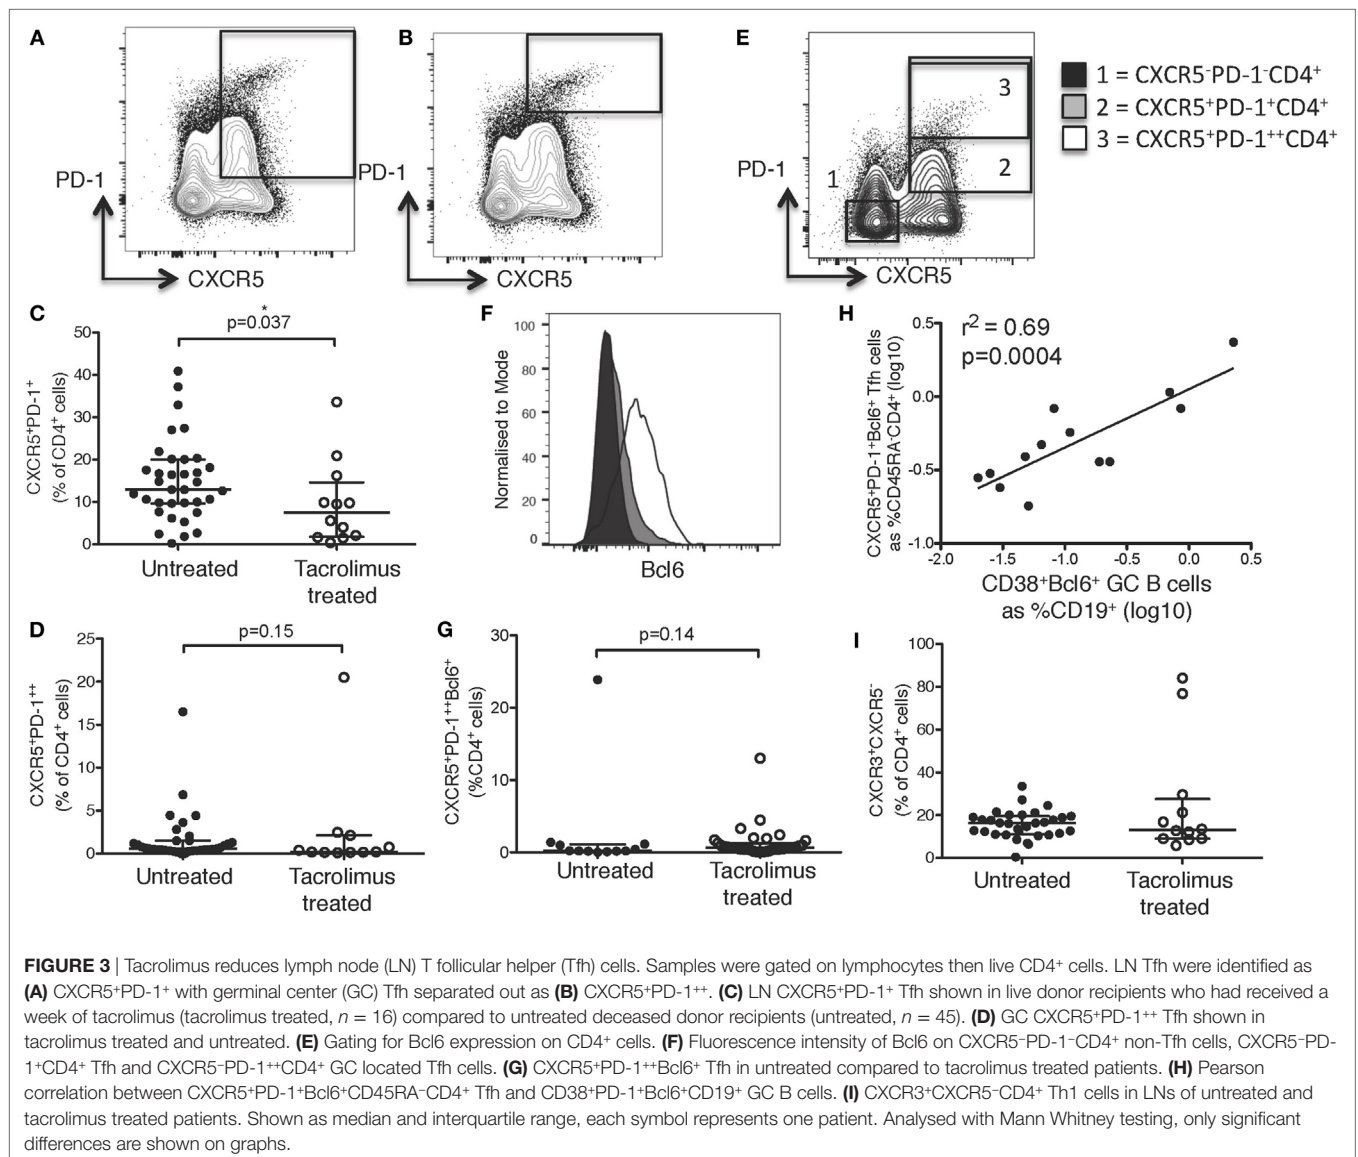 A
PD-1
CXCR5
B
PD-1
CXCR5
E
3
2
1
PD-1
CXCR5
1 = CXCR5⁻PD-1⁻CD4⁺
2 = CXCR5⁺PD-1⁺CD4⁺
3 = CXCR5⁺PD-1⁺⁺CD4⁺
C
*
p=0.037
50
40
30
20
10
0
CXCR5⁺PD-1⁺
(% of CD4⁺ cells)
Untreated
Tacrolimus
treated
F
100
80
60
40
20
0
Normalised to Mode
Bcl6
H
r² = 0.69
p=0.0004
0.5
0.0
-0.5
-1.0
-2.0 -1.5 -1.0 -0.5 0.0 0.5
CXCR5⁺PD-1⁺Bcl6⁺ Tfh cells
as %CD45RA⁻CD4⁺ (log10)
CD38⁺Bcl6⁺ GC B cells
as %CD19⁺ (log10)
D
p=0.15
25
20
15
10
5
0
CXCR5⁺PD-1⁺⁺
(% of CD4⁺ cells)
Untreated
Tacrolimus
treated
G
p=0.14
30
20
10
0
CXCR5⁺PD-1⁺⁺Bcl6⁺
(%CD4⁺ cells)
Untreated
Tacrolimus
treated
I
100
80
60
40
20
0
CXCR3⁺CXCR5⁻
(% of CD4⁺ cells)
Untreated
Tacrolimus
treated
FIGURE 3 | Tacrolimus reduces lymph node (LN) T follicular helper (Tfh) cells. Samples were gated on lymphocytes then live CD4⁺ cells. LN Tfh were identified as
(A) CXCR5⁺PD-1⁺ with germinal center (GC) Tfh separated out as (B) CXCR5⁺PD-1⁺⁺. (C) LN CXCR5⁺PD-1⁺ Tfh shown in live donor recipients who had received a
week of tacrolimus (tacrolimus treated, n = 16) compared to untreated deceased donor recipients (untreated, n = 45). (D) GC CXCR5⁺PD-1⁺⁺ Tfh shown in
tacrolimus treated and untreated. (E) Gating for Bcl6 expression on CD4⁺ cells. (F) Fluorescence intensity of Bcl6 on CXCR5⁻PD-1⁻CD4⁺ non-Tfh cells, CXCR5⁻PD-
1⁺CD4⁺ Tfh and CXCR5⁻PD-1⁺⁺CD4⁺ GC located Tfh cells. (G) CXCR5⁺PD-1⁺⁺Bcl6⁺ Tfh in untreated compared to tacrolimus treated patients. (H) Pearson
correlation between CXCR5⁺PD-1⁺Bcl6⁺CD45RA⁻CD4⁺ Tfh and CD38⁺PD-1⁺Bcl6⁺CD19⁺ GC B cells. (I) CXCR3⁺CXCR5⁻CD4⁺ Th1 cells in LNs of untreated and
tacrolimus treated patients. Shown as median and interquartile range, each symbol represents one patient. Analysed with Mann Whitney testing, only significant
differences are shown on graphs.